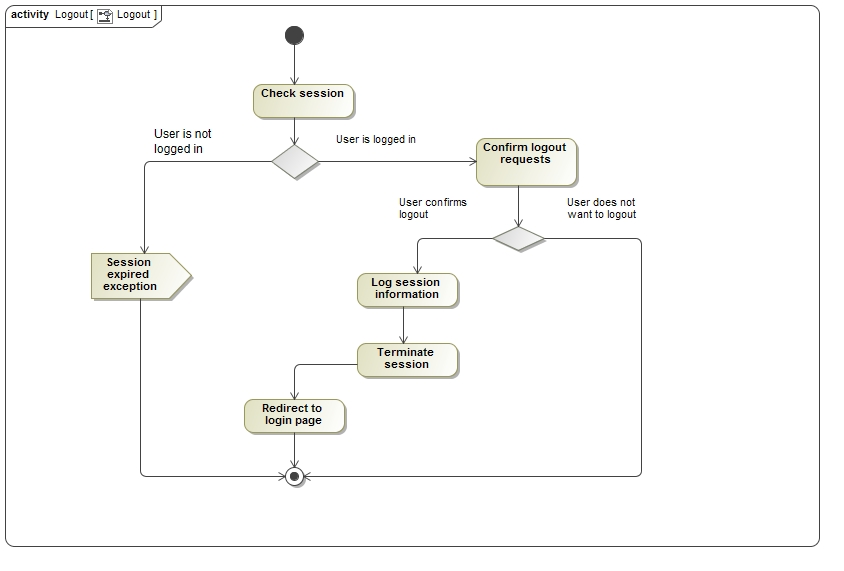 activity Logout [ Logout ]
Check session
User is not
logged in
User is logged in
Confirm logout
requests
User confirms
logout
User does not
want to logout
Session
expired
exception
Log session
information
Terminate
session
Redirect to
login page